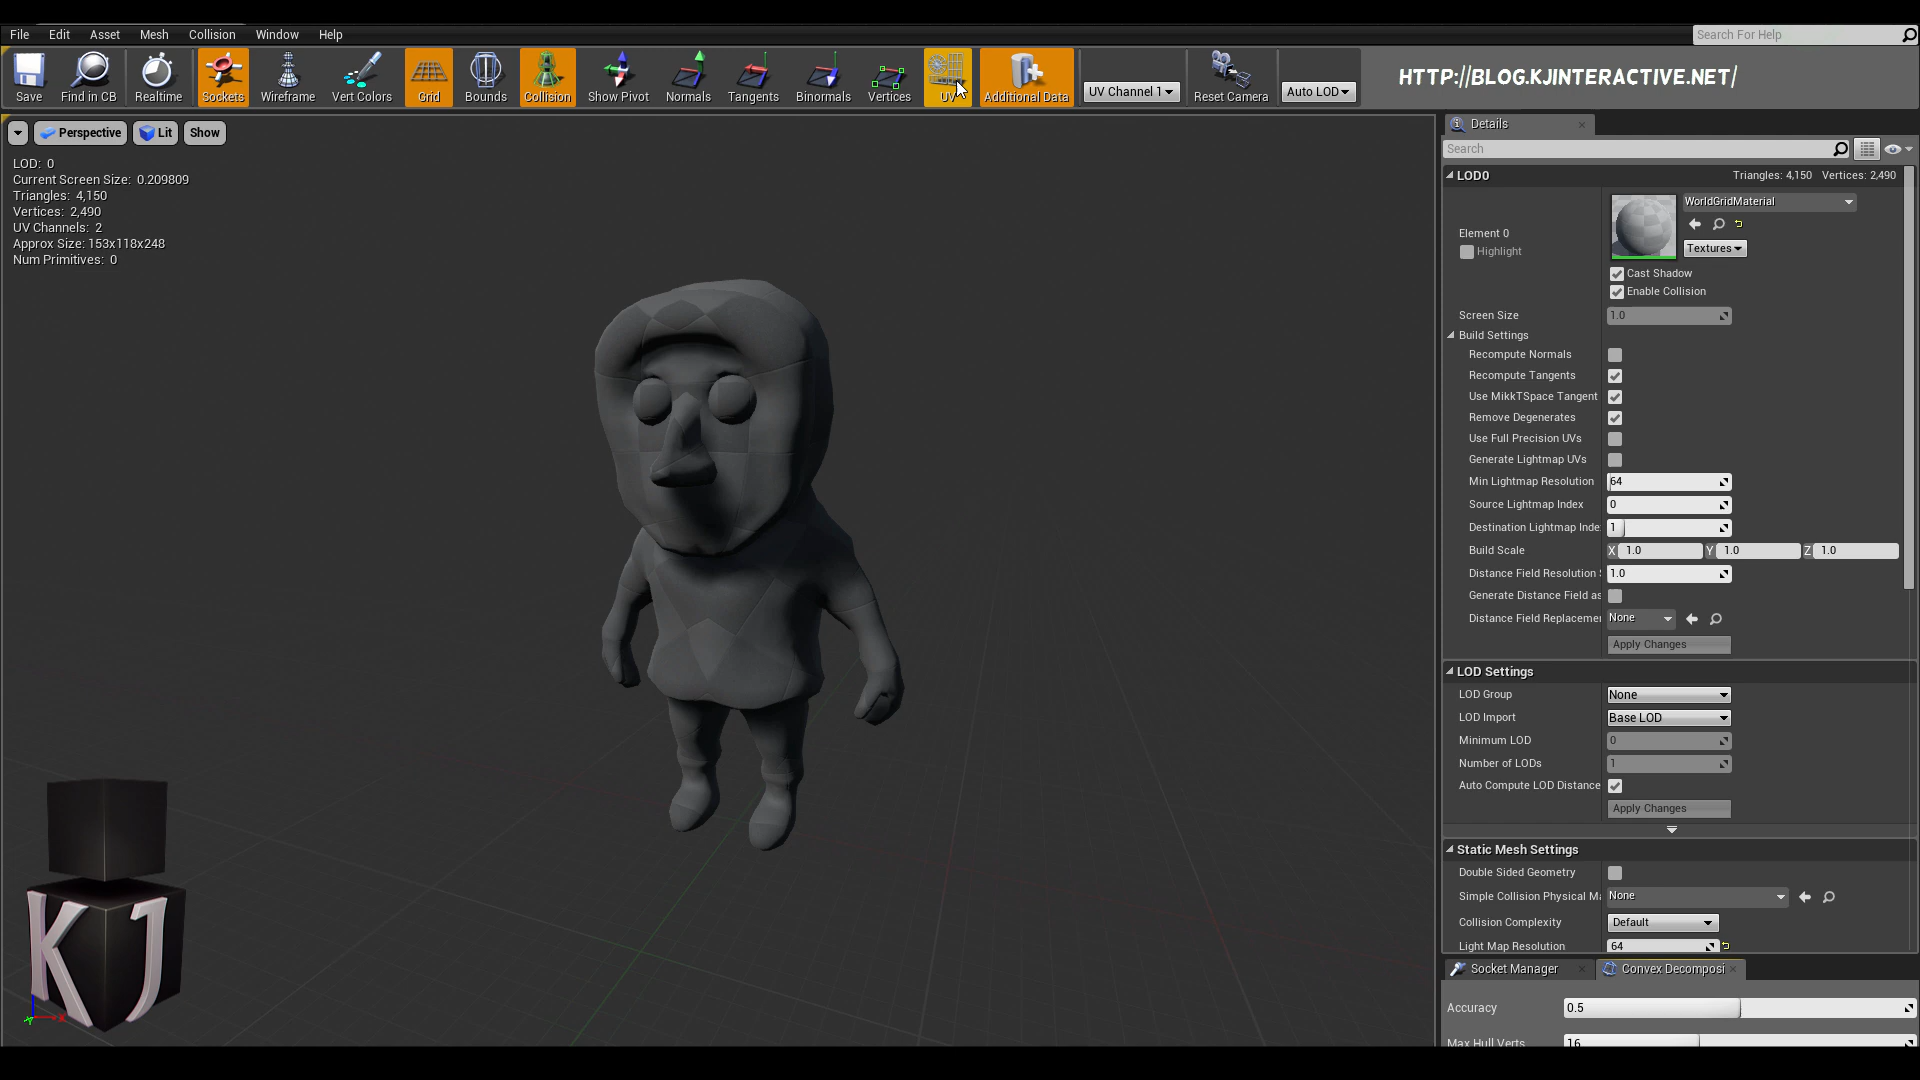 File Edit Asset Mesh Collision Window Help
Search For Help
Save Find in CB Realtime Sockets Wireframe Vert Colors Grid Bounds Collision Show Pivot Normals Tangents Binormals Vertices UV Additional Data UV Channel 1 Reset Camera Auto LOD
HTTP://BLOG.KJINTERACTIVE.NET/
Perspective Lit Show
LOD: 0
Current Screen Size: 0.209809
Triangles: 4,150
Vertices: 2,490
UV Channels: 2
Approx Size: 153x118x248
Num Primitives: 0
KJ
Details
Search
LOD0 Triangles: 4,150 Vertices: 2,490
WorldGridMaterial
Element 0
Highlight
Textures
Cast Shadow
Enable Collision
Screen Size 1.0
Build Settings
Recompute Normals
Recompute Tangents
Use MikkTSpace Tangent
Remove Degenerates
Use Full Precision UVs
Generate Lightmap UVs
Min Lightmap Resolution 64
Source Lightmap Index 0
Destination Lightmap Inde 1
Build Scale X 1.0 Y 1.0 Z 1.0
Distance Field Resolution 1.0
Generate Distance Field as
Distance Field Replacemen None
Apply Changes
LOD Settings
LOD Group None
LOD Import Base LOD
Minimum LOD 0
Number of LODs 1
Auto Compute LOD Distance
Apply Changes
Static Mesh Settings
Double Sided Geometry
Simple Collision Physical Ma None
Collision Complexity Default
Light Map Resolution 64
Socket Manager Convex Decomposi
Accuracy 0.5
Max Hull Verts 16